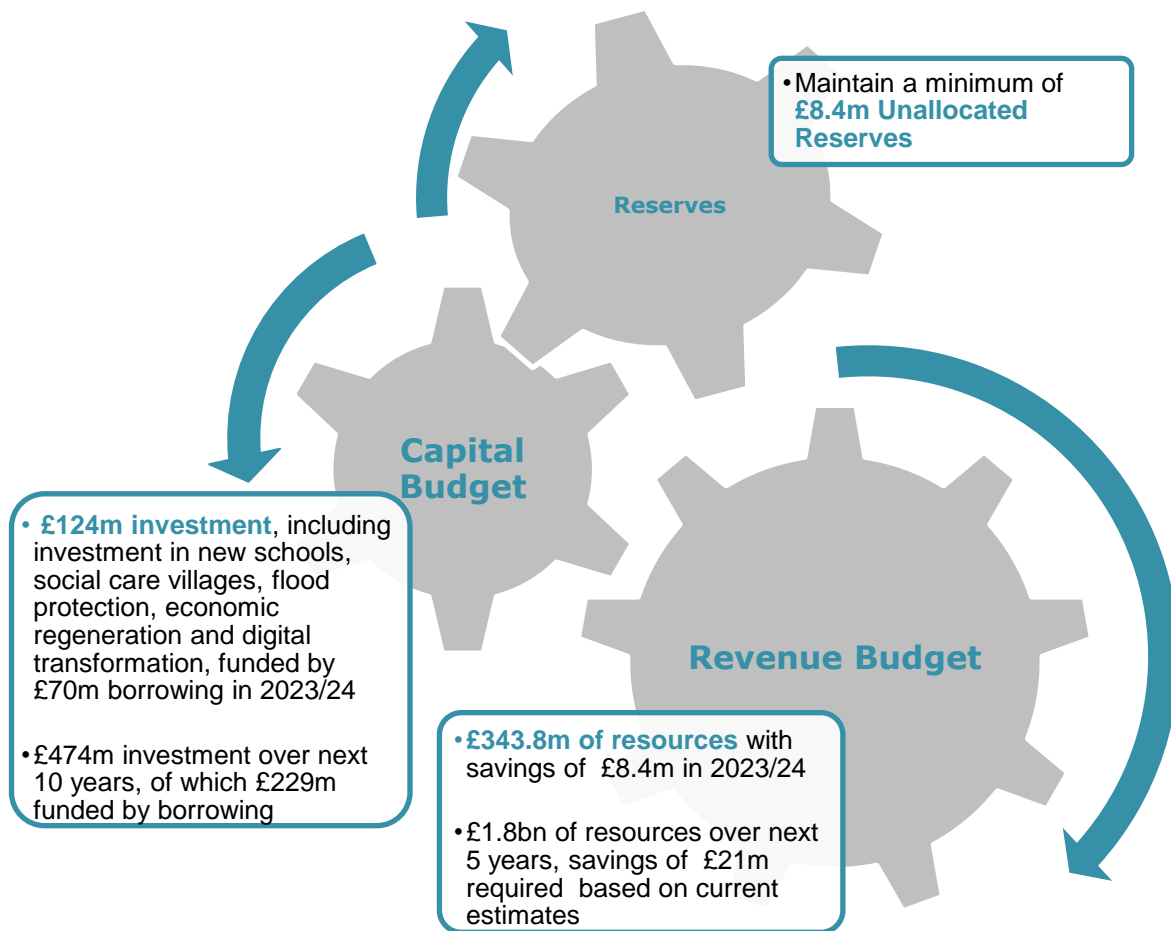 •Maintain a minimum of
£8.4m Unallocated
Reserves
Reserves
Capital
Budget
• £124m investment, including
investment in new schools,
social care villages, flood
protection, economic
regeneration and digital
transformation, funded by
£70m borrowing in 2023/24
•£474m investment over next
10 years, of which £229m
funded by borrowing
Revenue Budget
•£343.8m of resources with
savings of £8.4m in 2023/24
•£1.8bn of resources over next
5 years, savings of £21m
required based on current
estimates